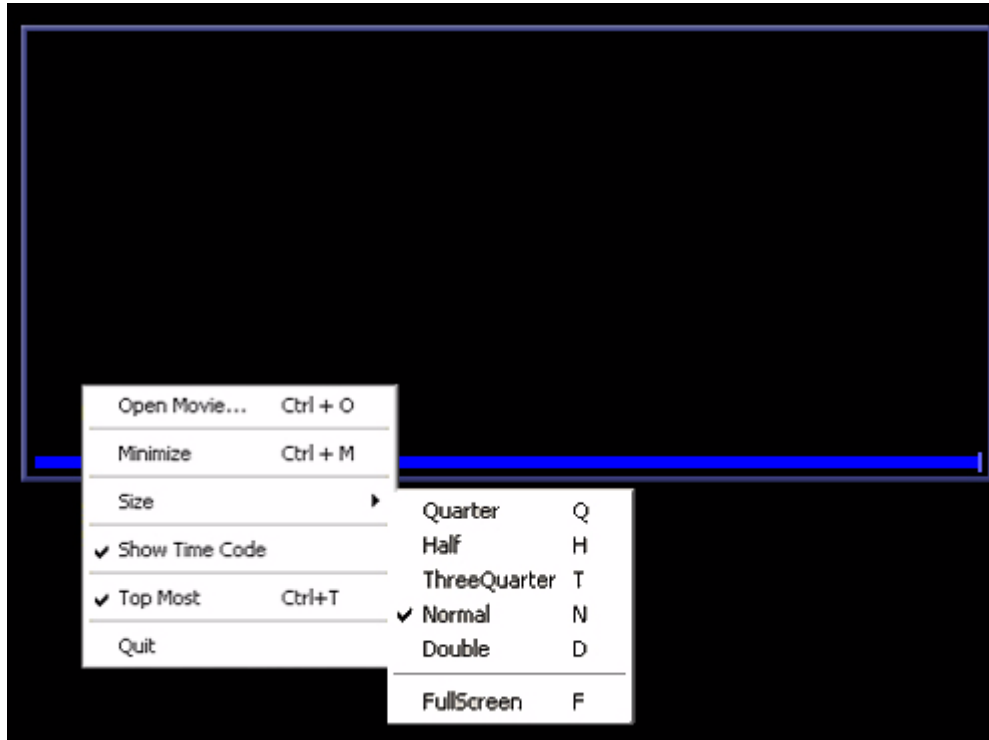 Open Movie... Ctrl + O
Minimize Ctrl + M
Size
Show Time Code
Top Most Ctrl+T
Quit
Quarter Q
Half H
ThreeQuarter T
Normal N
Double D
FullScreen F